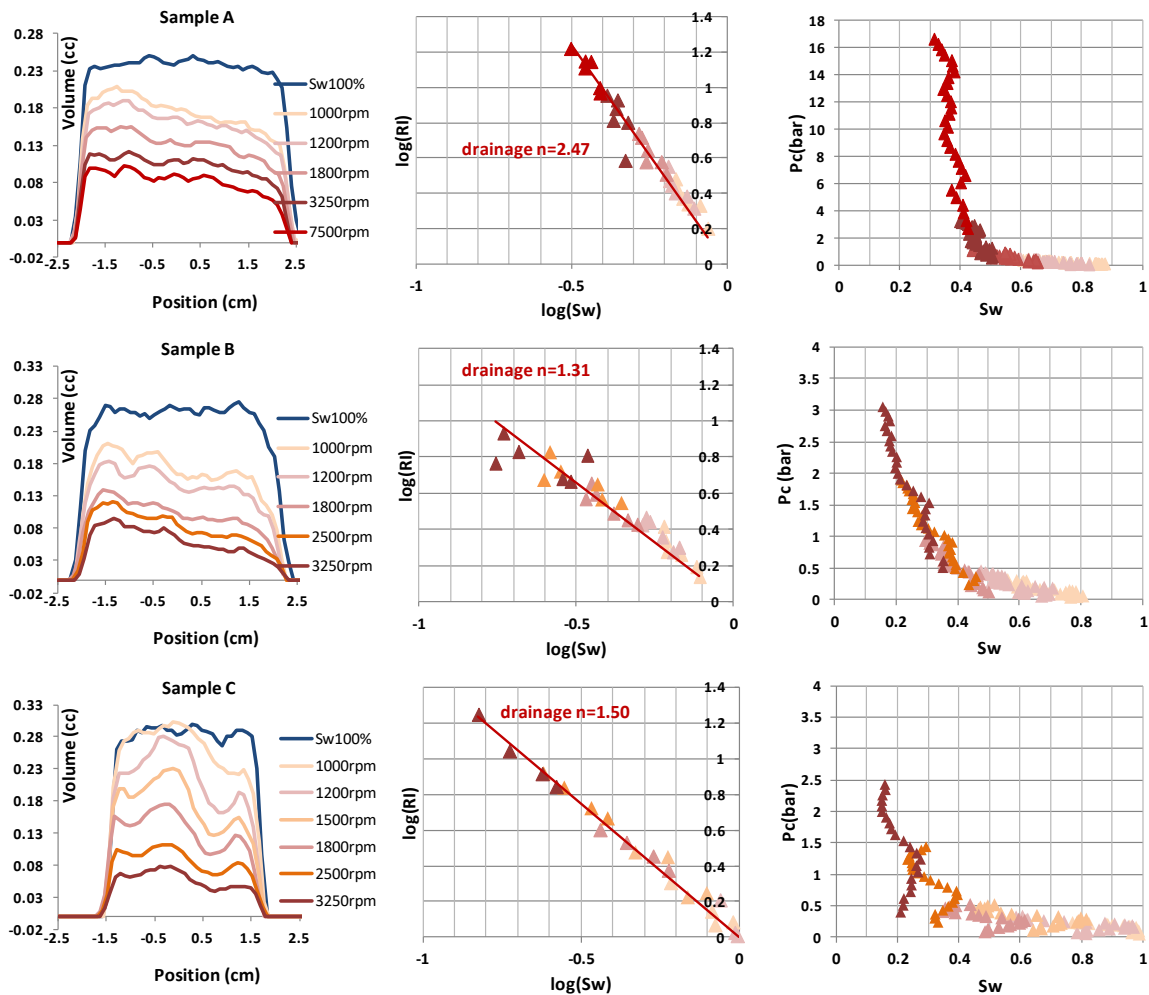 Sample A
0.28
0.23
0.18
0.13
0.08
0.03
-0.02
-2.5 -1.5 -0.5 0.5 1.5 2.5
Volume (cc)
Position (cm)
Sw100%
1000rpm
1200rpm
1800rpm
3250rpm
7500rpm
1.4
1.2
1
0.8
0.6
0.4
0.2
0
-1 -0.5 0
log(RI)
log(Sw)
drainage n=2.47
18
16
14
12
10
8
6
4
2
0
0 0.2 0.4 0.6 0.8 1
Pc(bar)
Sw
Sample B
0.33
0.28
0.23
0.18
0.13
0.08
0.03
-0.02
-2.5 -1.5 -0.5 0.5 1.5 2.5
Volume (cc)
Position (cm)
Sw100%
1000rpm
1200rpm
1800rpm
2500rpm
3250rpm
1.4
1.2
1
0.8
0.6
0.4
0.2
0
-1 -0.5 0
log(RI)
log(Sw)
drainage n=1.31
4
3.5
3
2.5
2
1.5
1
0.5
0
0 0.2 0.4 0.6 0.8 1
Pc (bar)
Sw
Sample C
0.33
0.28
0.23
0.18
0.13
0.08
0.03
-0.02
-2.5 -1.5 -0.5 0.5 1.5 2.5
Volume (cc)
Position (cm)
Sw100%
1000rpm
1200rpm
1500rpm
1800rpm
2500rpm
3250rpm
1.4
1.2
1
0.8
0.6
0.4
0.2
0
-1 -0.5 0
log(RI)
log(Sw)
drainage n=1.50
4
3.5
3
2.5
2
1.5
1
0.5
0
0 0.2 0.4 0.6 0.8 1
Pc(bar)
Sw